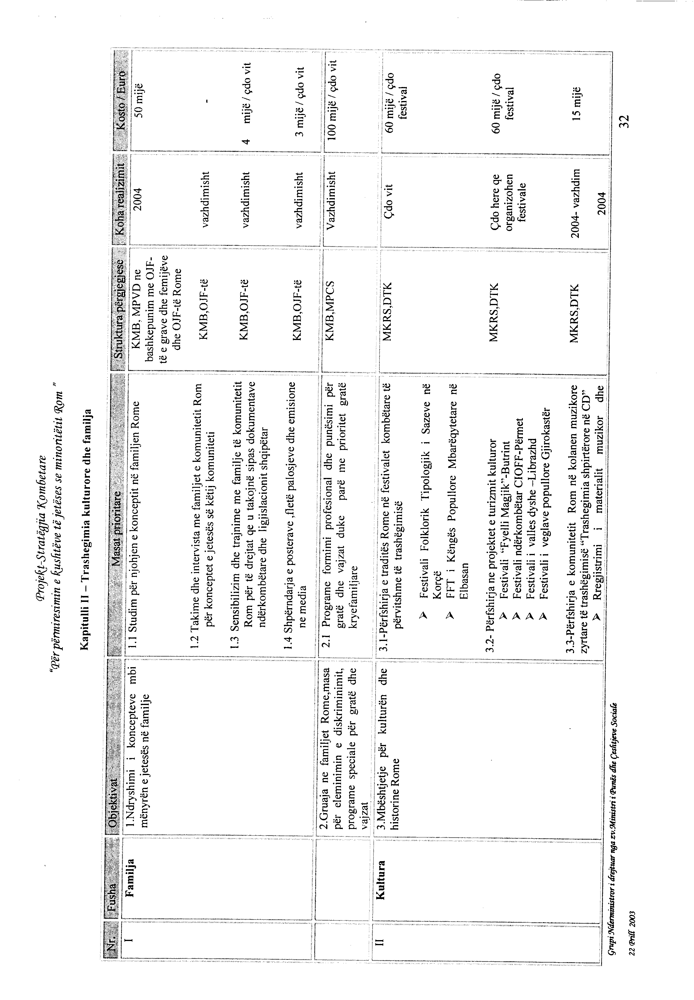 Projekt-Stratëgjia Kombetare
“Për përmiresimin e kushtëve të jetëses se minoritëtit Rom ”
Kapitulli II – Trashegimia kulturore dhe familja
Nr. Fusha Objektivat Masat prioritare Struktura përgjegjese Koha realizimit Kosto / Euro
I
Familja
1.Ndryshimi i koncepteve mbi
mënyrën e jetesës në familje
1.1 Studim për njohjen e konceptit në familjen Rome
KMB, MPVD ne
bashkepunim me OJF-
të e grave dhe femijëve
dhe OJF-të Rome
2004
50 mijë
1.2 Takime dhe intervista me familjet e komunitetit Rom
për konceptet e jetesës së këtij komuniteti
KMB,OJF-të
vazhdimisht
-
1.3 Sensibilizim dhe trajnime me familje të komunitetit
Rom për të drejtat qe u takojnë sipas dokumentave
ndërkombëtare dhe ligjislacionit shqipëtar
KMB,OJF-të
vazhdimisht
4 mijë / çdo vit
1.4 Shpërndarja e posterave ,fletë palosjeve dhe emisione
ne media
KMB,OJF-të
vazhdimisht
3 mijë / çdo vit
2.Gruaja ne familjet Rome,masa
për eleminimin e diskriminimit,
programe speciale për gratë dhe
vajzat
2.1 Programe formimi profesional dhe punësimi për
gratë dhe vajzat duke parë me prioritet gratë
kryefamiljare
KMB,MPCS
Vazhdimisht
100 mijë / çdo vit
II
Kultura
3.Mbështjetje për kulturën dhe
historine Rome
3.1-Përfshirja e traditës Rome në festivalet kombëtare të
përvitshme të trashëgimisë
MKRS,DTK
Çdo vit
60 mijë / çdo
festival
➤ Festivali Folklorik Tipologjik i Sazeve në
Korçë
➤ FFT i Këngës Popullore Mbarëqytetare në
Elbasan
3.2- Përfshirja ne projektet e turizmit kulturor
➤ Festivali “Fyelli Magjik”-Butrint
➤ Festivali ndërkombëtar CIOFF-Përmet
➤ Festivali i valles dyshe –Librazhd
➤ Festivali i veglave popullore Gjirokastër
MKRS,DTK
Çdo here qe
organizohen
festivale
60 mijë / çdo
festival
3.3-Përfshirja e komunitetit Rom në kolanen muzikore
zyrtare të trashëgimisë “Trashegimia shpirtërore në CD”
➤ Rregjistrimi i materialit muzikor dhe
MKRS,DTK
2004- vazhdim
2004
15 mijë
Grupi Nderministror i drejtuar nga zv.Ministri i Punës dhe Çeshtjeve Sociale
22 Prill 2003
32